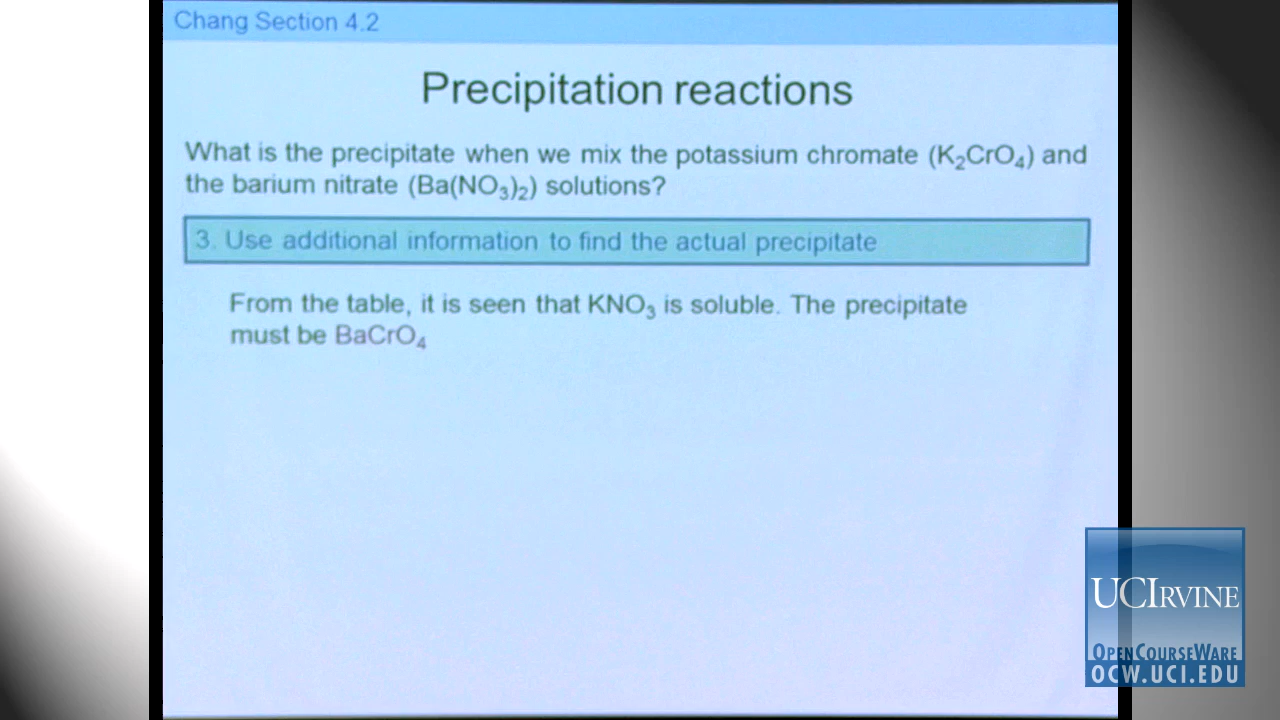 Chang Section 4.2
Precipitation reactions
What is the precipitate when we mix the potassium chromate (K₂CrO₄) and
the barium nitrate (Ba(NO₃)₂) solutions?
3. Use additional information to find the actual precipitate
From the table, it is seen that KNO₃ is soluble. The precipitate
must be BaCrO₄
UCIRVINE
OPENCOURSEWARE
OCW.UCI.EDU